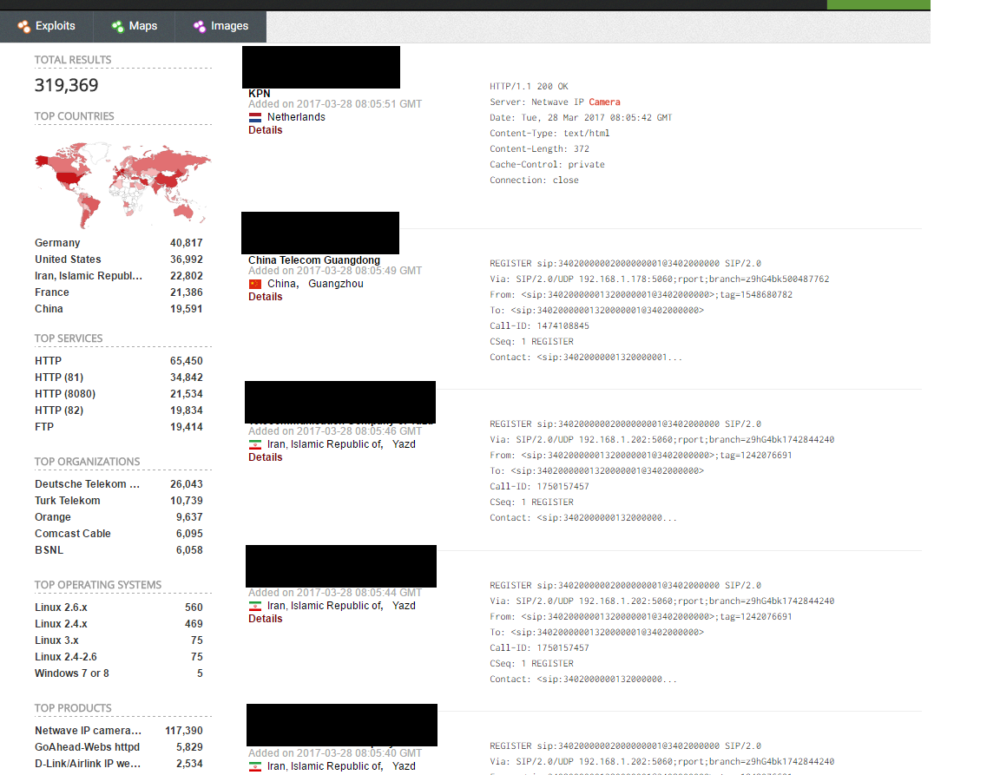 Exploits
Maps
Images
TOTAL RESULTS
319,369
TOP COUNTRIES
Germany 40,817
United States 36,992
Iran, Islamic Republ... 22,802
France 21,386
China 19,591
TOP SERVICES
HTTP 65,450
HTTP (81) 34,842
HTTP (8080) 21,534
HTTP (82) 19,834
FTP 19,414
TOP ORGANIZATIONS
Deutsche Telekom ... 26,043
Turk Telekom 10,739
Orange 9,637
Comcast Cable 6,095
BSNL 6,058
TOP OPERATING SYSTEMS
Linux 2.6.x 560
Linux 2.4.x 469
Linux 3.x 75
Linux 2.4-2.6 75
Windows 7 or 8 5
TOP PRODUCTS
Netwave IP camera... 117,390
GoAhead-Webs httpd 5,829
D-Link/Airlink IP we... 2,534
KPN
Added on 2017-03-28 08:05:51 GMT
Netherlands
Details
HTTP/1.1 200 OK
Server: Netwave IP Camera
Date: Tue, 28 Mar 2017 08:05:42 GMT
Content-Type: text/html
Content-Length: 372
Cache-Control: private
Connection: close
China Telecom Guangdong
Added on 2017-03-28 08:05:49 GMT
China, Guangzhou
Details
REGISTER sip:34020000002000000001@3402000000 SIP/2.0
Via: SIP/2.0/UDP 192.168.1.178:5060;rport;branch=z9hG4bk500487762
From: <sip:34020000001320000001@3402000000>;tag=1548680782
To: <sip:34020000001320000001@3402000000>
Call-ID: 1474108845
CSeq: 1 REGISTER
Contact: <sip:34020000001320000001...
Added on 2017-03-28 08:05:46 GMT
Iran, Islamic Republic of, Yazd
Details
REGISTER sip:34020000002000000001@3402000000 SIP/2.0
Via: SIP/2.0/UDP 192.168.1.202:5060;rport;branch=z9hG4bk1742844240
From: <sip:34020000001320000001@3402000000>;tag=1242076691
To: <sip:34020000001320000001@3402000000>
Call-ID: 1750157457
CSeq: 1 REGISTER
Contact: <sip:3402000000132000000...
Added on 2017-03-28 08:05:44 GMT
Iran, Islamic Republic of, Yazd
Details
REGISTER sip:34020000002000000001@3402000000 SIP/2.0
Via: SIP/2.0/UDP 192.168.1.202:5060;rport;branch=z9hG4bk1742844240
From: <sip:34020000001320000001@3402000000>;tag=1242076691
To: <sip:34020000001320000001@3402000000>
Call-ID: 1750157457
CSeq: 1 REGISTER
Contact: <sip:3402000000132000000...
Added on 2017-03-28 08:05:40 GMT
Iran, Islamic Republic of, Yazd
REGISTER sip:34020000002000000001@3402000000 SIP/2.0
Via: SIP/2.0/UDP 192.168.1.202:5060;rport;branch=z9hG4bk1742844240